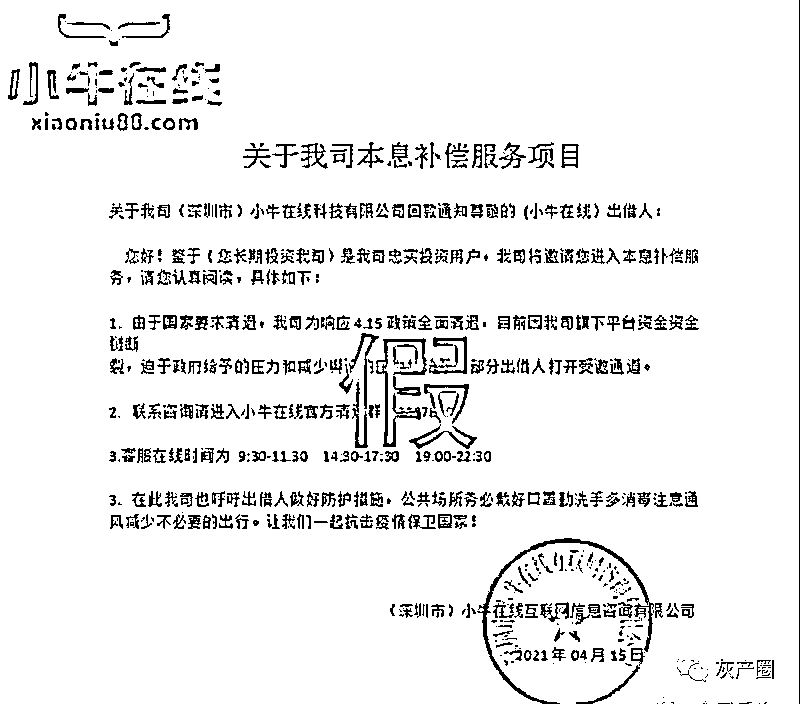 小牛在线
xiaoniu88.com
关于我司本息补偿服务项目
关于我司（深圳市）小牛在线科技有限公司回款通知尊敬的（小牛在线）出借人：
您好！鉴于（您长期投资我司）是我司忠实投资用户，我司将邀请您进入本息补偿服
务，请您认真阅读，具体如下：
1. 由于国家要求清退，我司为响应4.15政策全面清退，目前因我司旗下平台资金资金
链断
裂，迫于政府给予的压力和减少舆 部分出借人打开受邀通道。
假
2. 联系咨询请进入小牛在线官方清退群
3.客服在线时间为 9:30-11.30 14:30-17:30 19:00-22:30
3. 在此我司也呼吁出借人做好防护措施，公共场所务必戴好口罩勤洗手多消毒注意通
风减少不必要的出行。让我们一起抗击疫情保卫国家！
（深圳市）小牛在线互联网信息咨询有限公司
2021年04月15日
灰产圈